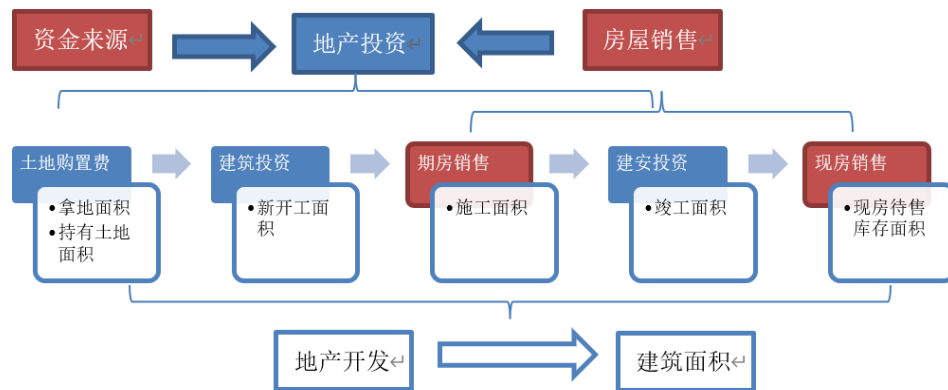 资金来源
地产投资
房屋销售
土地购置费
建筑投资
期房销售
建安投资
现房销售
•拿地面积
•持有土地
面积
•新开工面
积
•施工面积
•竣工面积
•现房待售
库存面积
地产开发
建筑面积